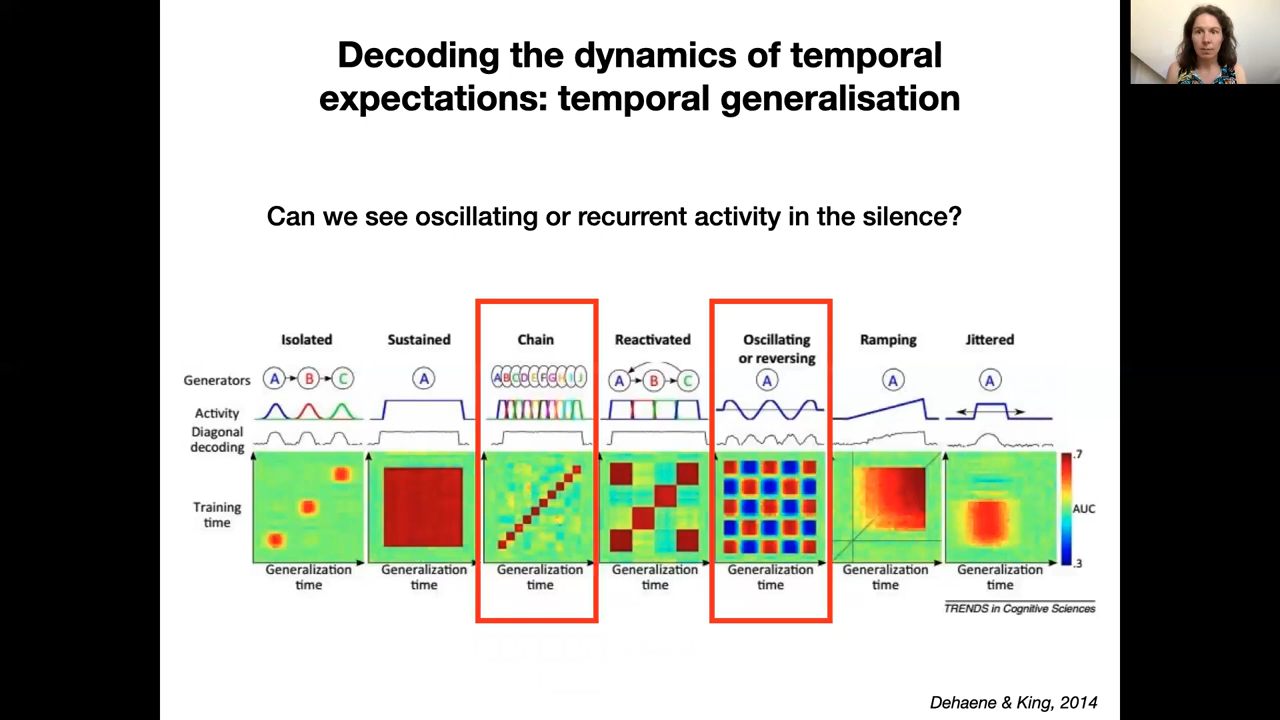 Decoding the dynamics of temporal
expectations: temporal generalisation
Can we see oscillating or recurrent activity in the silence?
Isolated Sustained Chain Reactivated Oscillating or reversing Ramping Jittered
Generators A B C A A B C D E F G H I J A B C A A A
Activity
Diagonal
decoding
Training
time
.7
AUC
.3
Generalization time Generalization time Generalization time Generalization time Generalization time Generalization time Generalization time
TRENDS in Cognitive Sciences
Dehaene & King, 2014